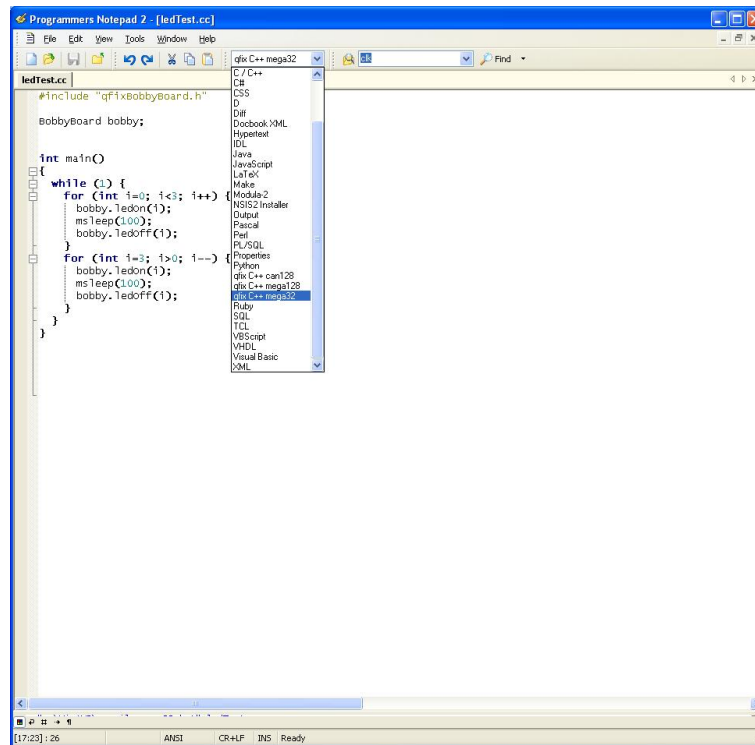 Programmers Notepad 2 - [ledTest.cc]
File Edit View Tools Window Help
qfix C++ mega32
ck
Find
ledTest.cc
#include "qfixBobbyBoard.h"
BobbyBoard bobby;
int main()
{
while (1) {
for (int i=0; i<3; i++) {
bobby.ledOn(i);
msleep(100);
bobby.ledOff(i);
}
for (int i=3; i>0; i--) {
bobby.ledOn(i);
msleep(100);
bobby.ledOff(i);
}
}
}
C / C++
C#
CSS
D
Diff
Docbook XML
Hypertext
IDL
Java
JavaScript
LaTeX
Make
Modula-2
NSIS2 Installer
Output
Pascal
Perl
PL/SQL
Properties
Python
qfix C++ can128
qfix C++ mega128
qfix C++ mega32
Ruby
SQL
TCL
VBScript
VHDL
Visual Basic
XML
[17:23] : 26 ANSI CR+LF INS Ready